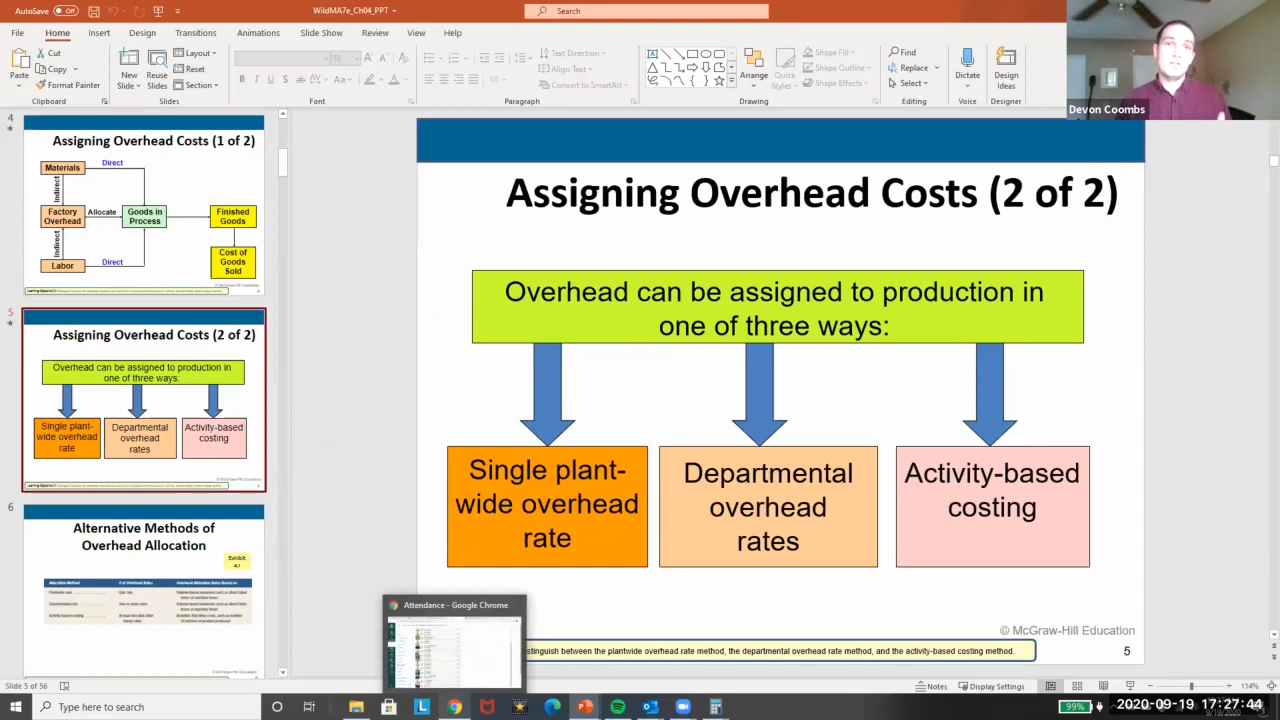 AutoSave Off
WildMA7e_Ch04_PPT
Search
File Home Insert Design Transitions Animations Slide Show Review View Help
Paste
Cut
Copy
Format Painter
Clipboard
New Slide
Reuse Slides
Layout
Reset
Section
Slides
Font
Text Direction
Align Text
Convert to SmartArt
Paragraph
Arrange
Quick Styles
Shape Fill
Shape Outline
Shape Effects
Drawing
Find
Replace
Select
Editing
Dictate
Voice
Design Ideas
Designer
Devon Coombs
4
Assigning Overhead Costs (1 of 2)
Materials
Direct
Indirect
Factory Overhead
Allocate
Goods in Process
Finished Goods
Indirect
Cost of Goods Sold
Labor
Direct
5
Assigning Overhead Costs (2 of 2)
Overhead can be assigned to production in
one of three ways:
Single plant-
wide overhead
rate
Departmental
overhead
rates
Activity-based
costing
6
Alternative Methods of
Overhead Allocation
Exhibit
4.1
Assigning Overhead Costs (2 of 2)
Overhead can be assigned to production in
one of three ways:
Single plant-
wide overhead
rate
Departmental
overhead
rates
Activity-based
costing
© McGraw-Hill Education
5
tinguish between the plantwide overhead rate method, the departmental overhead rate method, and the activity-based costing method.
Attendance - Google Chrome
Slide 5 of 56
Notes
Display Settings
114%
Type here to search
99%
2020-09-19 17:27:44